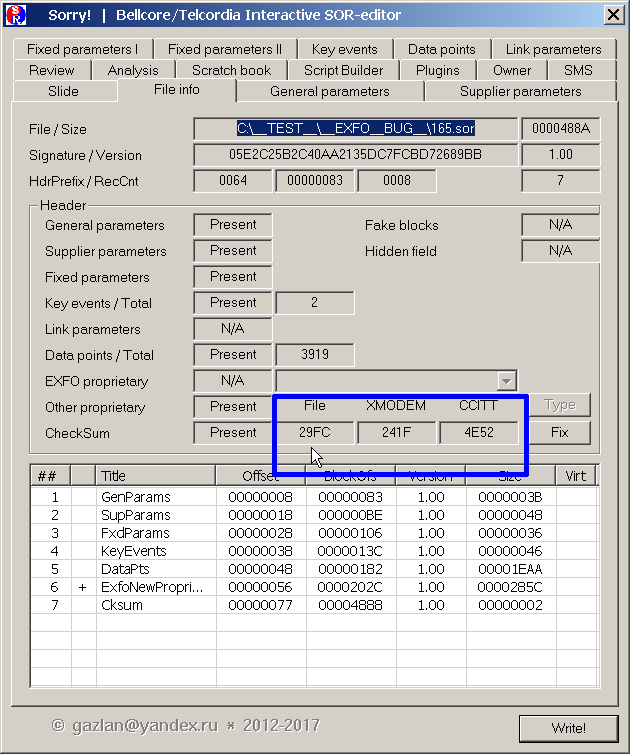 Sorry! | Bellcore/Telcordia Interactive SOR-editor
Fixed parameters I Fixed parameters II Key events Data points Link parameters
Review Analysis Scratch book Script Builder Plugins Owner SMS
Slide File info General parameters Supplier parameters
File / Size C:\__TEST__\__EXFO__BUG__\165.sor 0000488A
Signature / Version 05E2C25B2C40AA2135DC7FCBD72689BB 1.00
HdrPrefix / RecCnt 0064 00000083 0008 7
Header
General parameters Present Fake blocks N/A
Supplier parameters Present Hidden field N/A
Fixed parameters Present
Key events / Total Present 2
Link parameters N/A
Data points / Total Present 3919
EXFO proprietary N/A
Other proprietary Present File XMODEM CCITT Type
CheckSum Present 29FC 241F 4E52 Fix
## Title Offset BlockOfs Version Size Virt
1 GenParams 00000008 00000083 1.00 0000003B
2 SupParams 00000018 000000BE 1.00 00000048
3 FxdParams 00000028 00000106 1.00 00000036
4 KeyEvents 00000038 0000013C 1.00 00000046
5 DataPts 00000048 00000182 1.00 00001EAA
6 + ExfoNewPropri... 00000056 0000202C 1.00 0000285C
7 Cksum 00000077 00004888 1.00 00000002
© gazlan@yandex.ru * 2012-2017
Write!